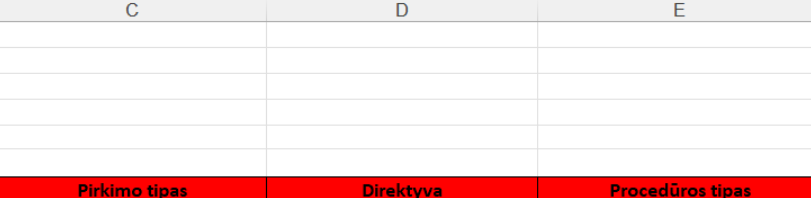 C D E
Pirkimo tipas Direktyva Procedūros tipas